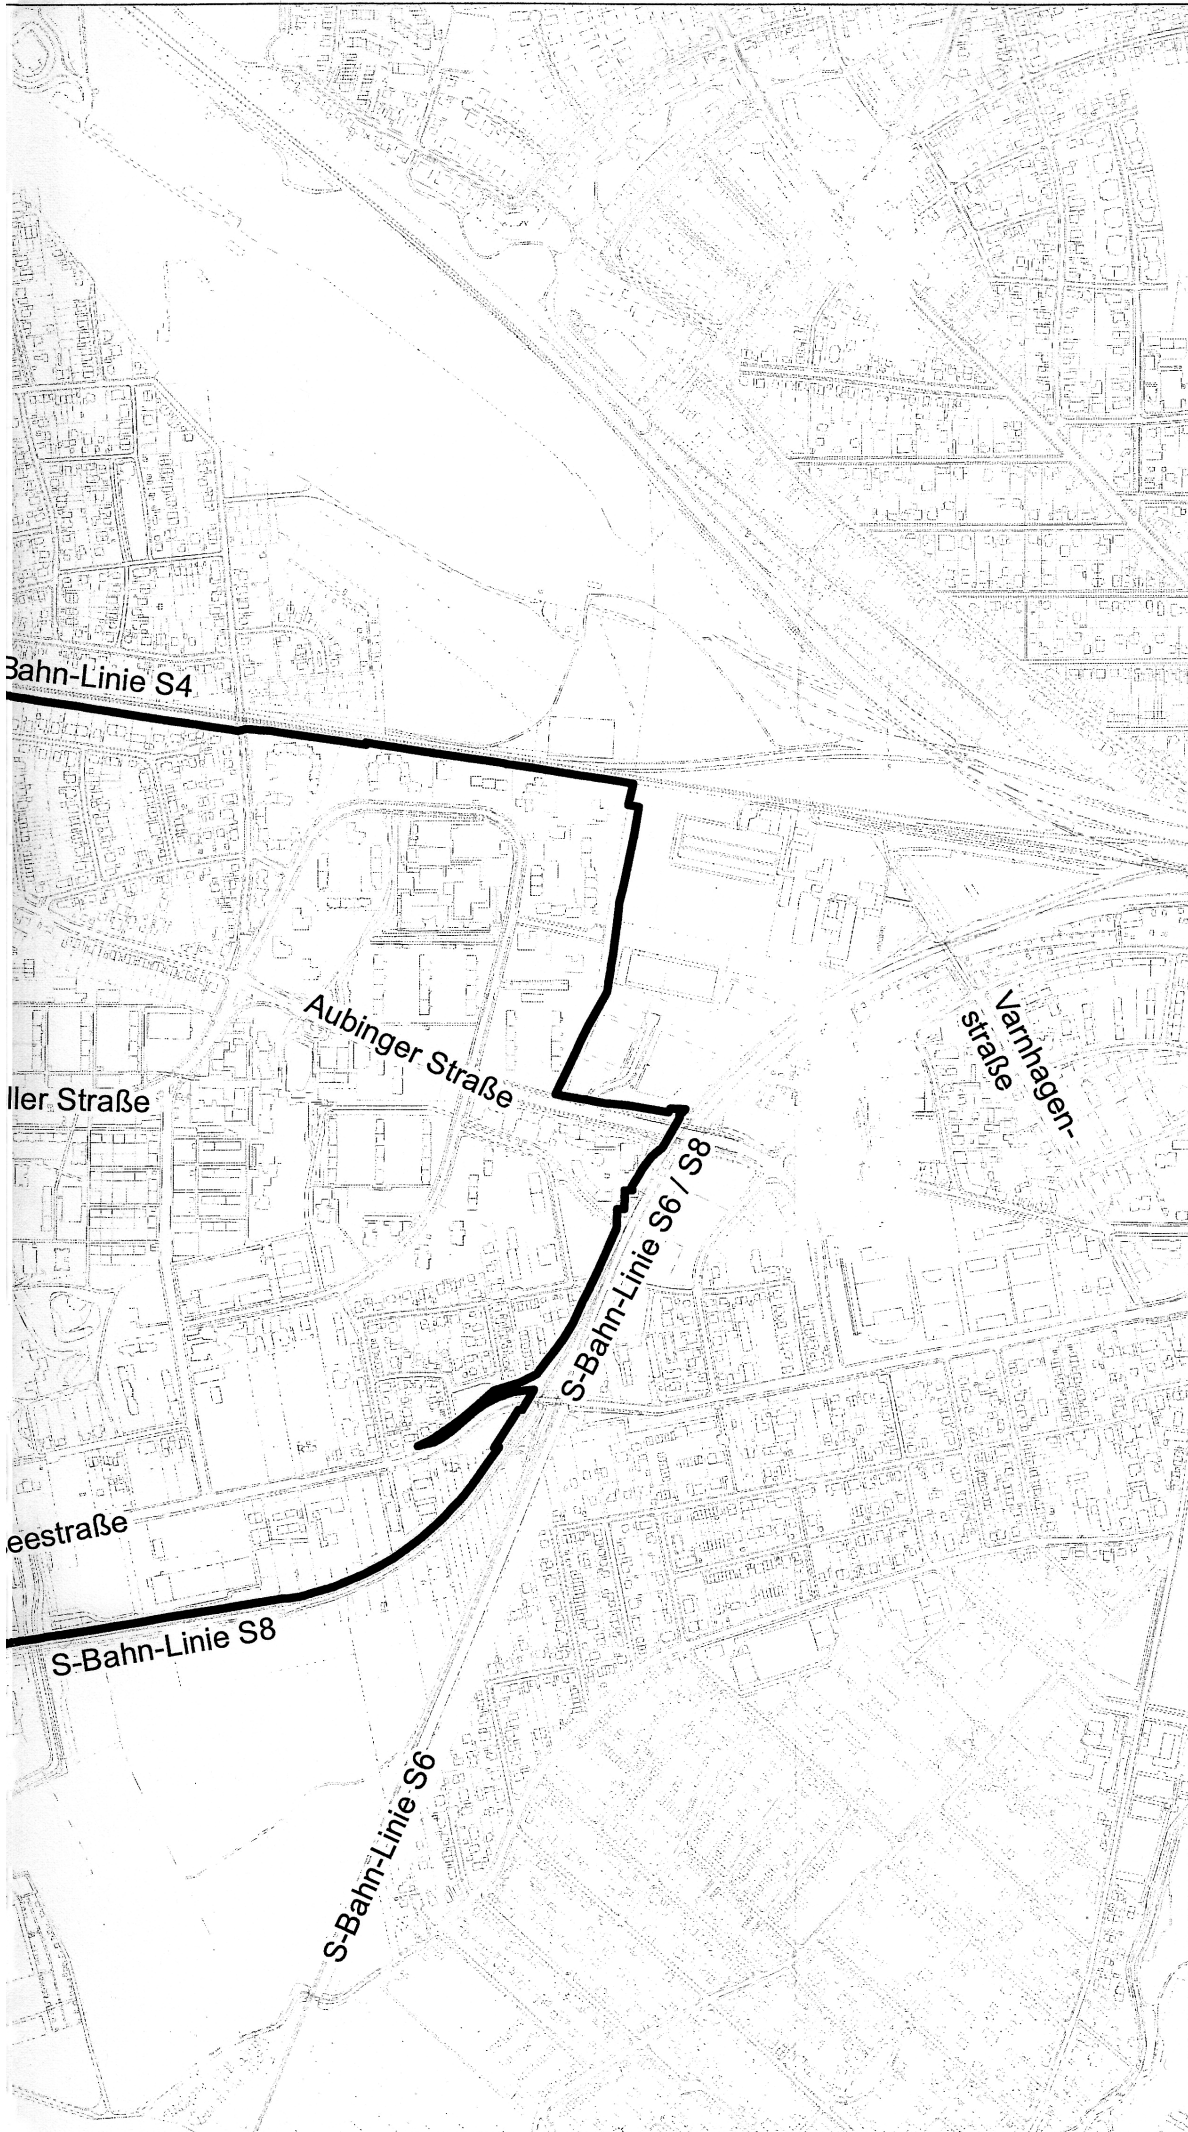 Bahn-Linie S4
Aubinger Straße
Varnhagen-
straße
ller Straße
S-Bahn-Linie S6 / S8
eestraße
S-Bahn-Linie S8
S-Bahn-Linie S6